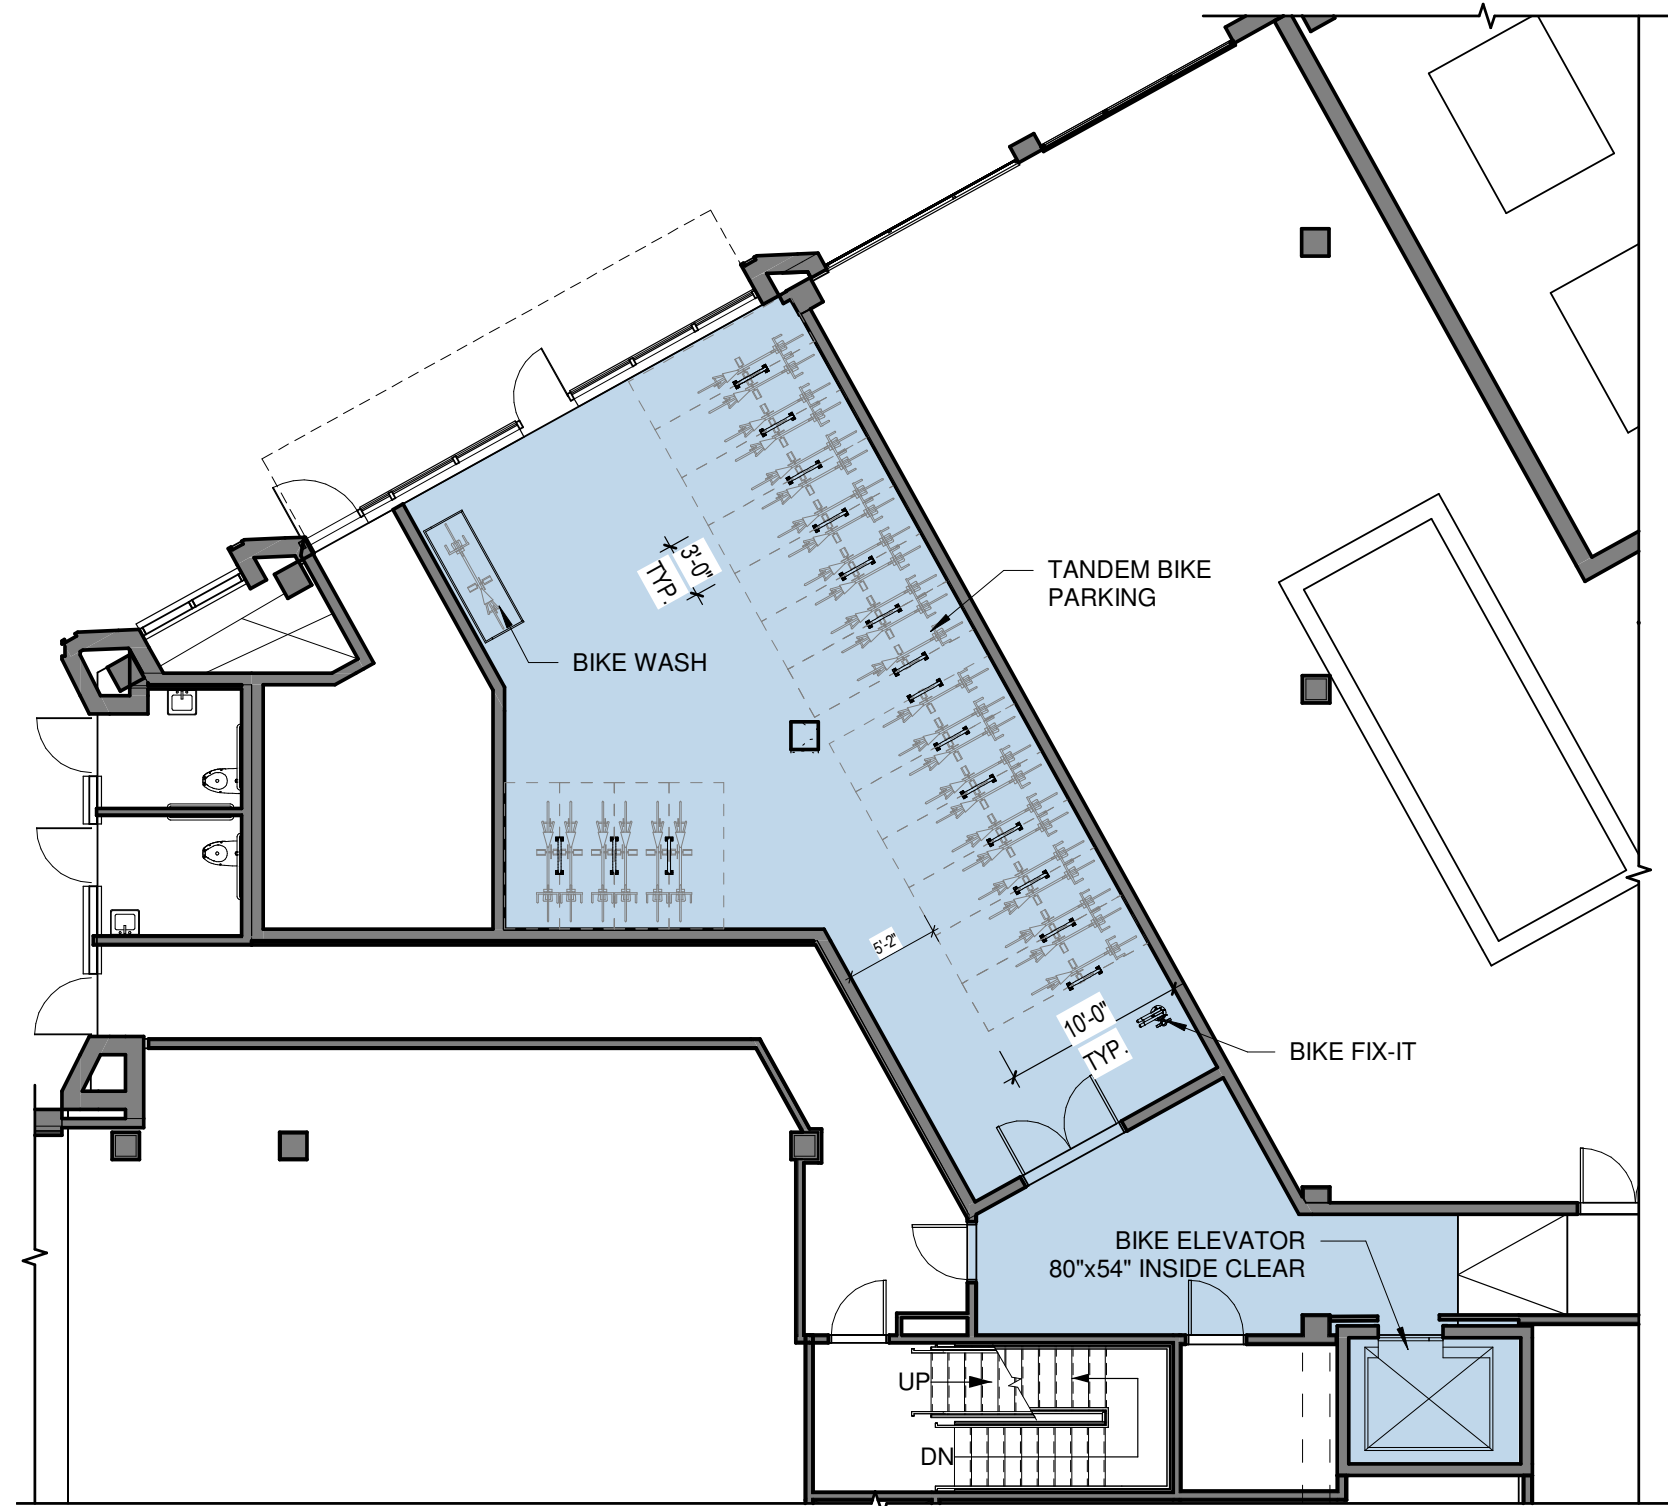 3'-0"
TYP.
TANDEM BIKE
PARKING
BIKE WASH
5'-2"
10'-0"
TYP.
BIKE FIX-IT
BIKE ELEVATOR
80"x54" INSIDE CLEAR
UP
DN